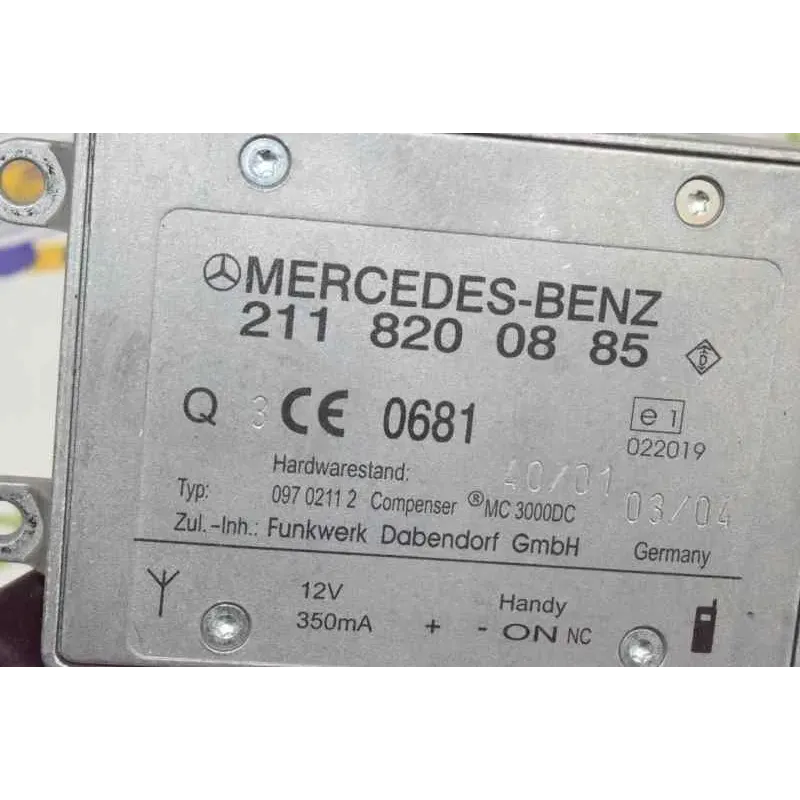 MERCEDES-BENZ
211 820 08 85
D
Q 3 CE 0681 e1
022019
Hardwarestand: 40/01
Typ: 097 0211 2 Compenser ® MC 3000DC 03/04
Zul.-Inh.: Funkwerk Dabendorf GmbH Germany
12V Handy
350mA + - ON NC